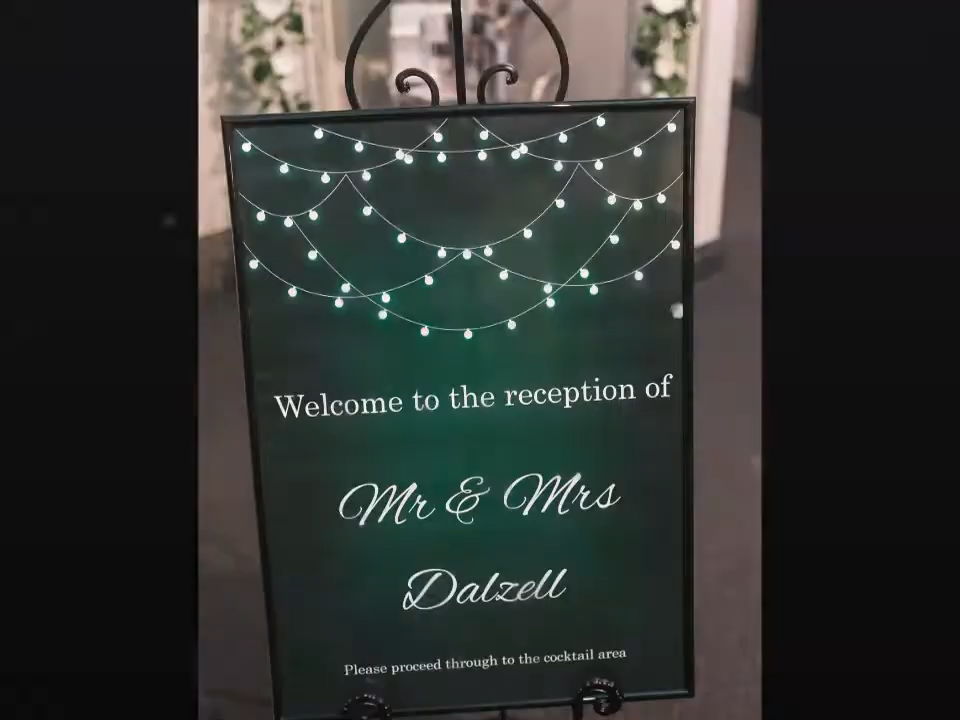 Welcome to the reception of
Mr & Mrs
Dalzell
Please proceed through to the cocktail area